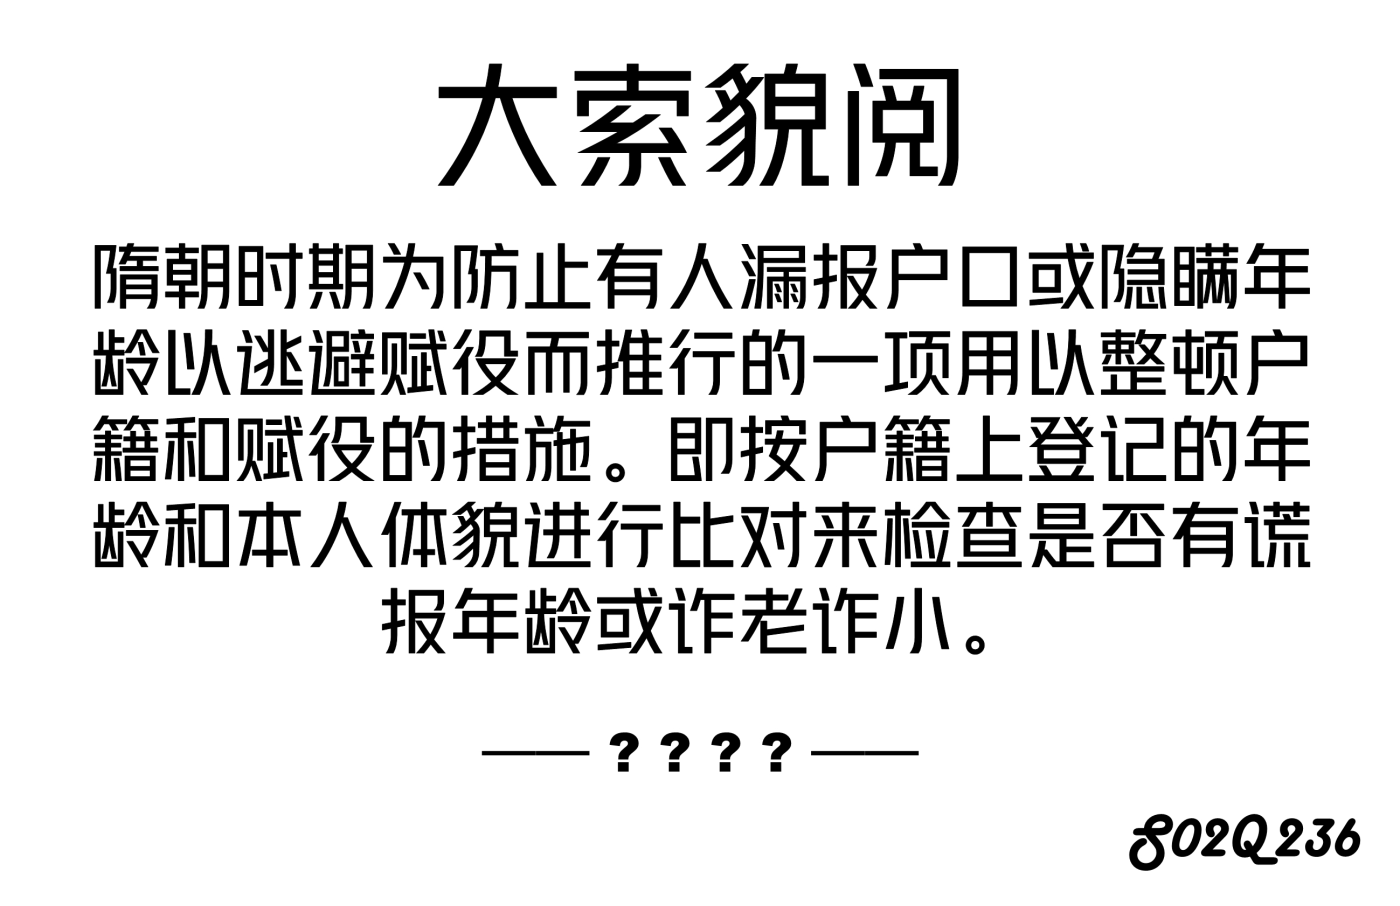 大索貌阅
隋朝时期为防止有人漏报户口或隐瞒年
龄以逃避赋役而推行的一项用以整顿户
籍和赋役的措施。即按户籍上登记的年
龄和本人体貌进行比对来检查是否有谎
报年龄或诈老诈小。
——？？？？——
S02Q236